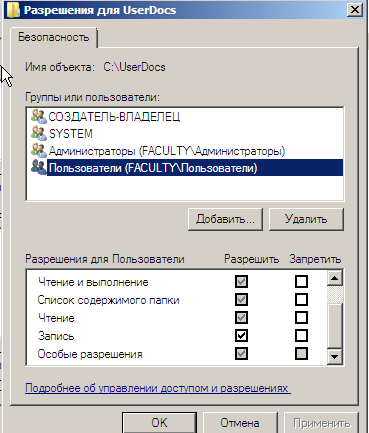 Разрешения для UserDocs
Безопасность
Имя объекта: C:\UserDocs
Группы или пользователи:
СОЗДАТЕЛЬ-ВЛАДЕЛЕЦ
SYSTEM
Администраторы (FACULTY\Администраторы)
Пользователи (FACULTY\Пользователи)
Добавить... Удалить
Разрешения для Пользователи Разрешить Запретить
Чтение и выполнение
Список содержимого папки
Чтение
Запись
Особые разрешения
Подробнее об управлении доступом и разрешениях
ОК Отмена Применить